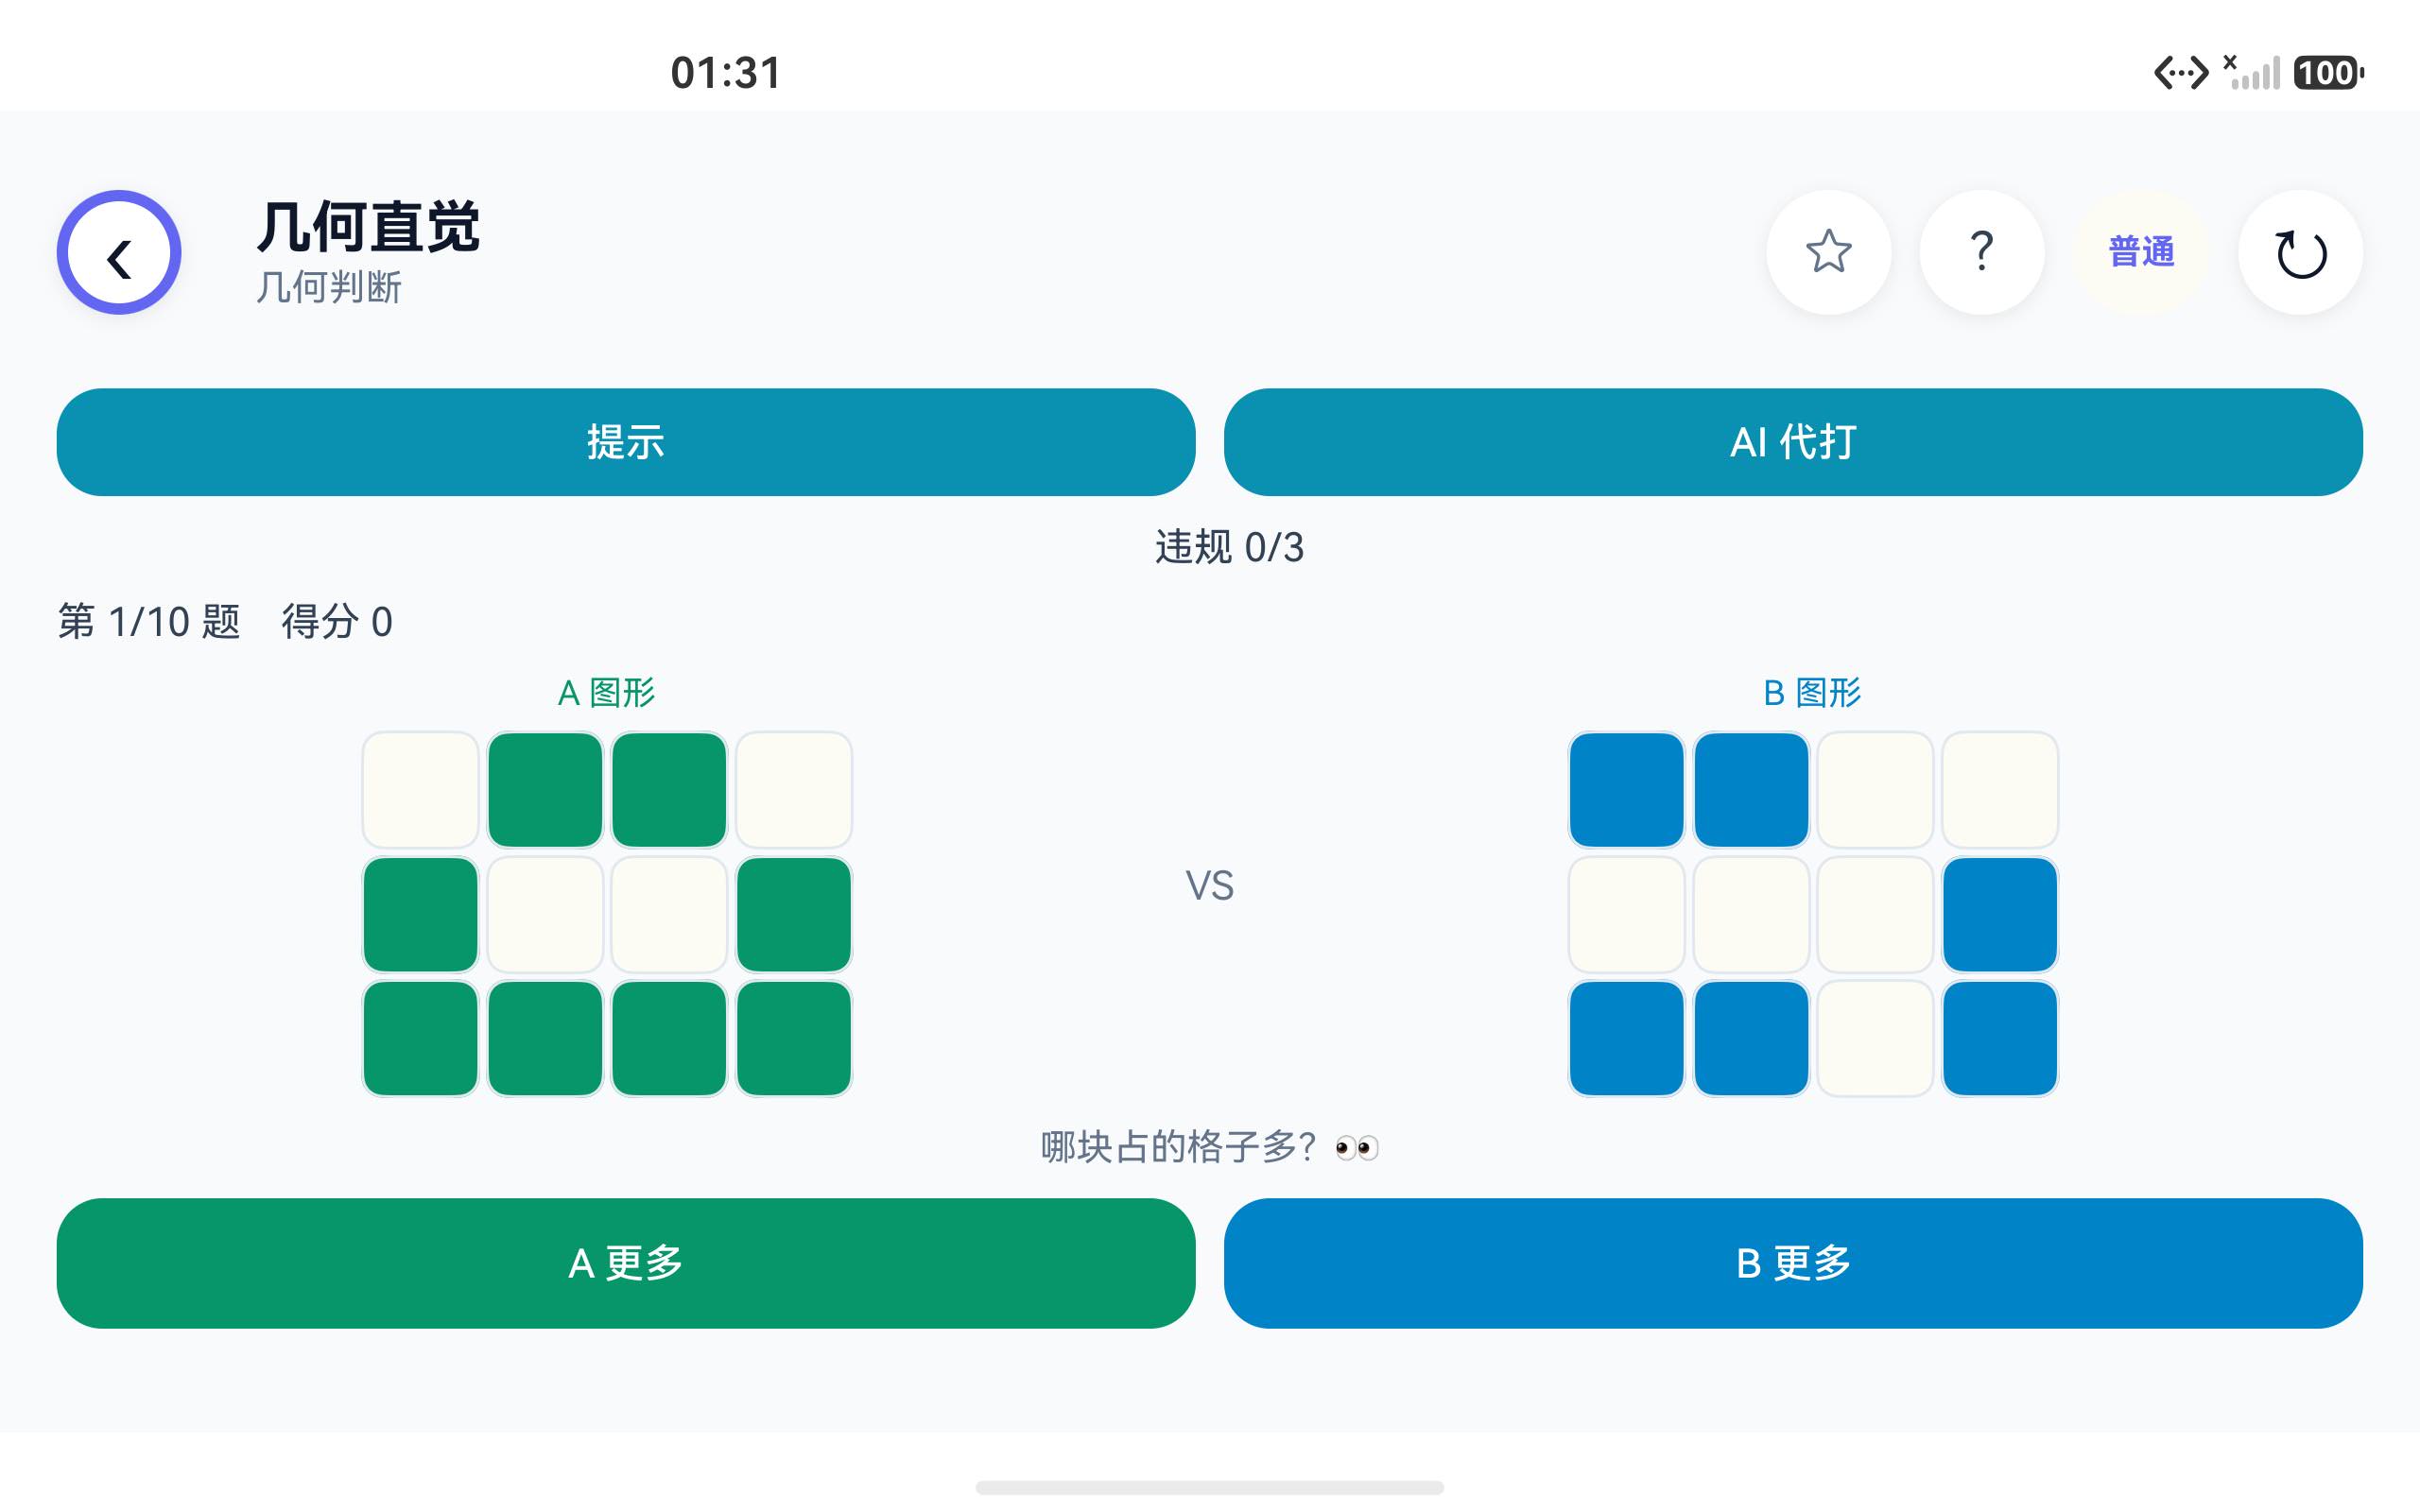 01:31
100
几何直觉
几何判断
?
普通
提示
AI 代打
违规 0/3
第 1/10 题 得分 0
A 图形
B 图形
VS
哪块占的格子多? 👀
A 更多
B 更多